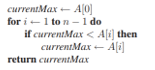 currentMax ← A[0]
for i ← 1 to n − 1 do
if currentMax < A[i] then
currentMax ← A[i]
return currentMax